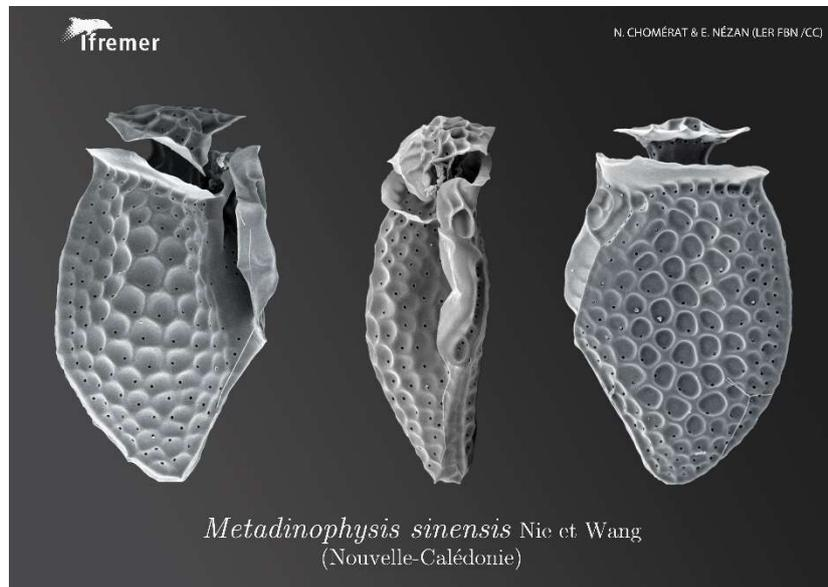 Ifremer
N. CHOMÉRAT & E. NÉZAN (LER FBN /CC)
Metadinophysis sinensis Nie et Wang
(Nouvelle-Calédonie)